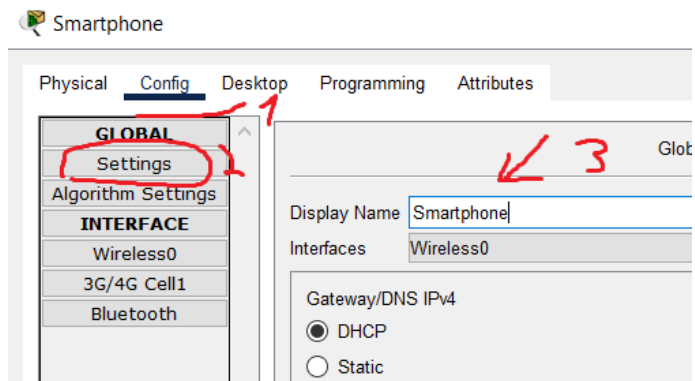 Smartphone
Physical Config Desktop Programming Attributes
1
GLOBAL
Settings
Algorithm Settings
INTERFACE
Wireless0
3G/4G Cell1
Bluetooth
3
Glob
Display Name Smartphone
Interfaces Wireless0
Gateway/DNS IPv4
DHCP
Static